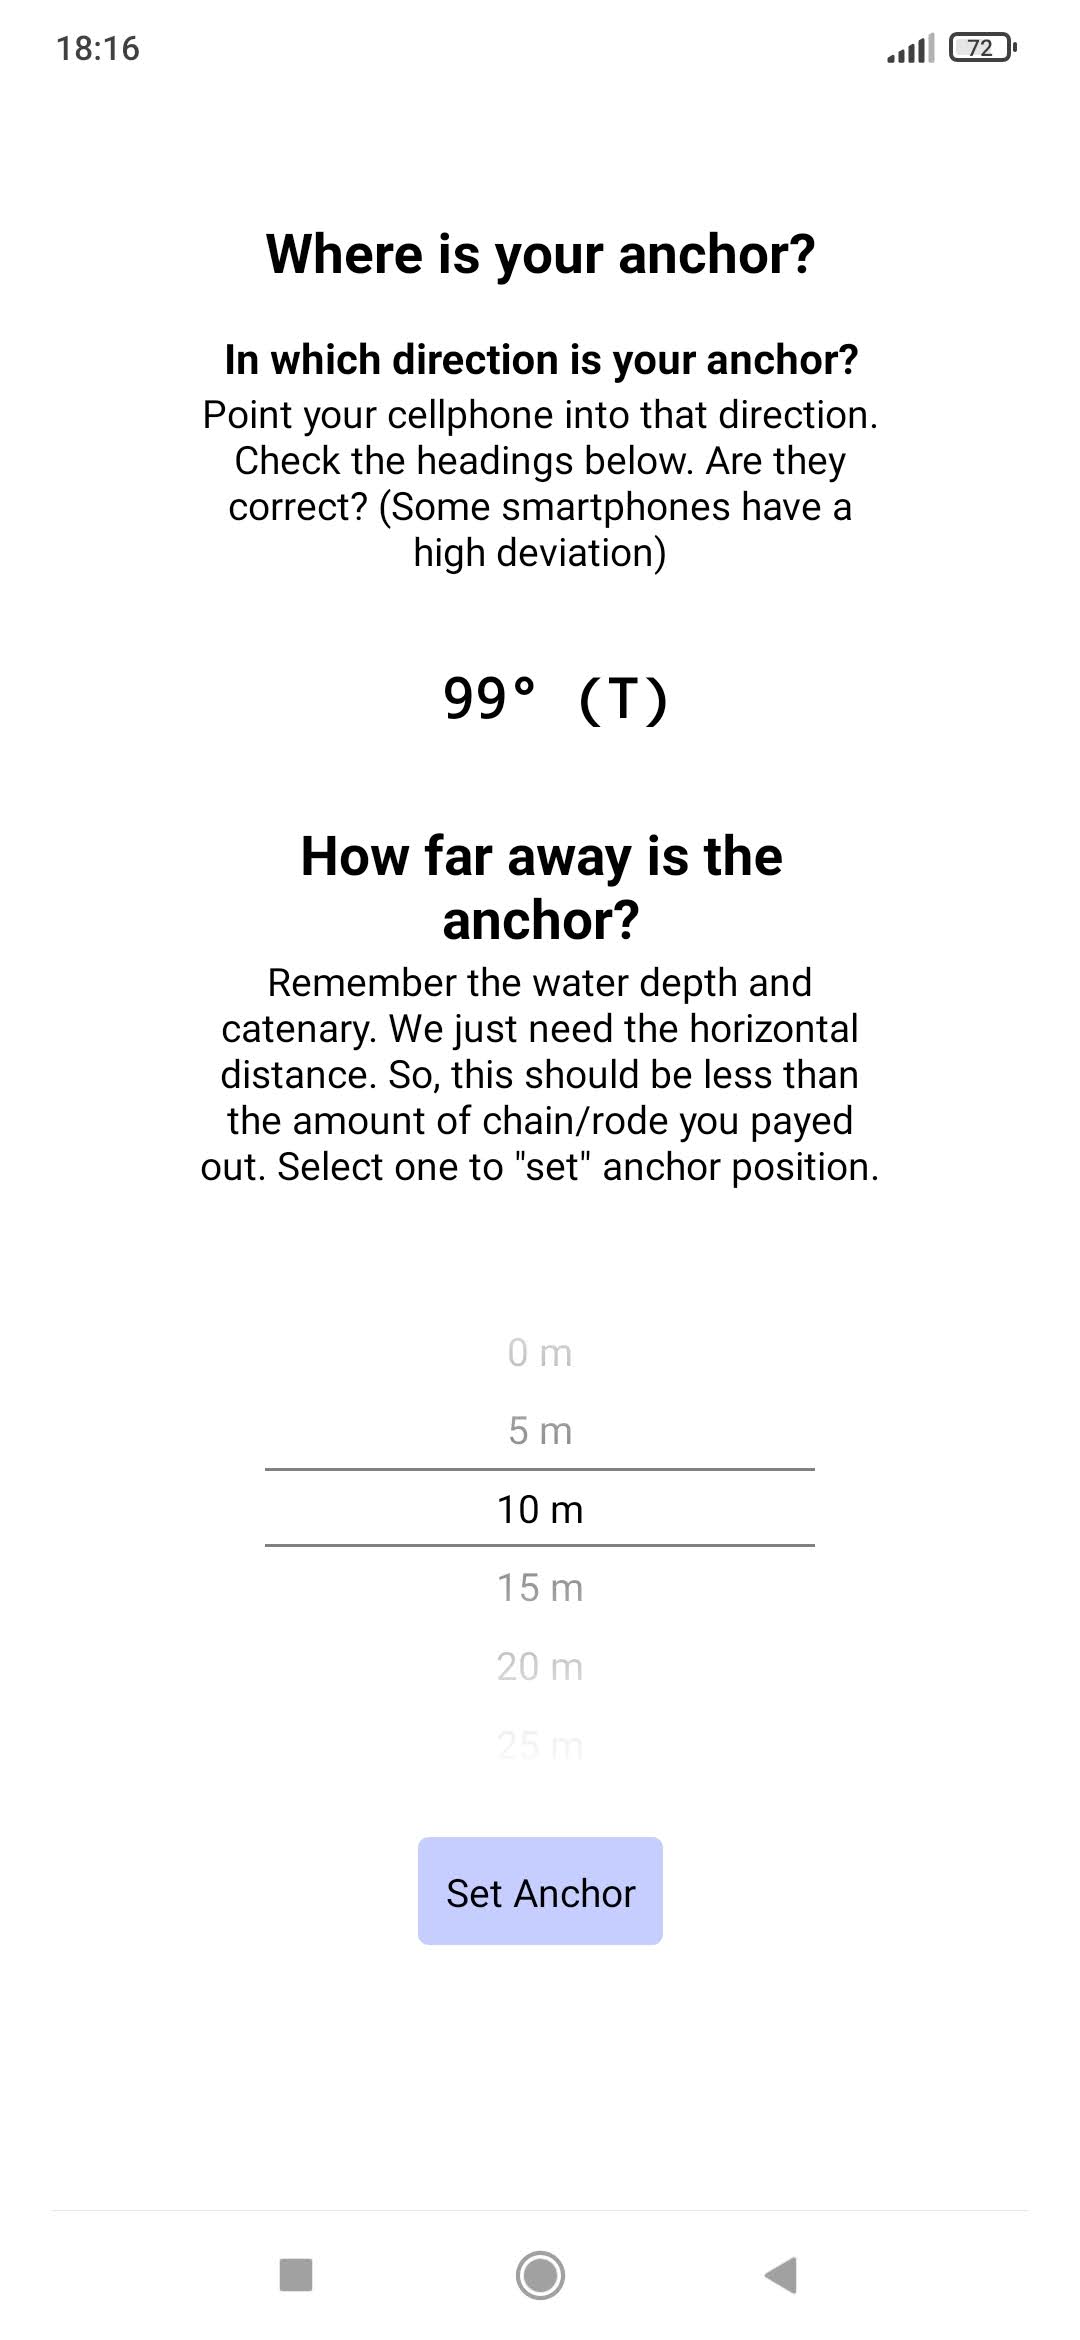 18:16
72
Where is your anchor?
In which direction is your anchor?
Point your cellphone into that direction.
Check the headings below. Are they
correct? (Some smartphones have a
high deviation)
99° (T)
How far away is the
anchor?
Remember the water depth and
catenary. We just need the horizontal
distance. So, this should be less than
the amount of chain/rode you payed
out. Select one to "set" anchor position.
0 m
5 m
10 m
15 m
20 m
25 m
Set Anchor